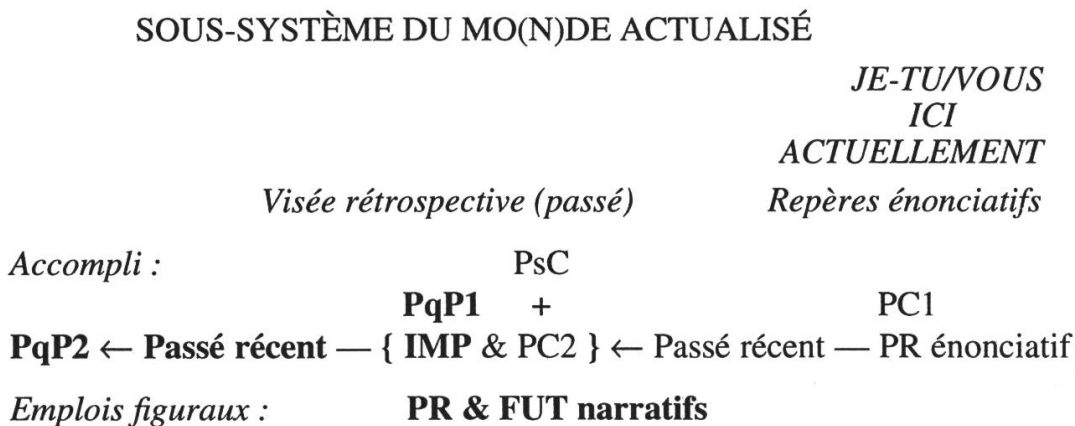 SOUS-SYSTÈME DU MO(N)DE ACTUALISÉ
JE-TU/VOUS
ICI
ACTUELLEMENT
Visée rétrospective (passé) Repères énonciatifs
Accompli : PsC
PqP1 + PC1
PqP2 ← Passé récent — { IMP & PC2 } ← Passé récent — PR énonciatif
Emplois figuraux : PR & FUT narratifs